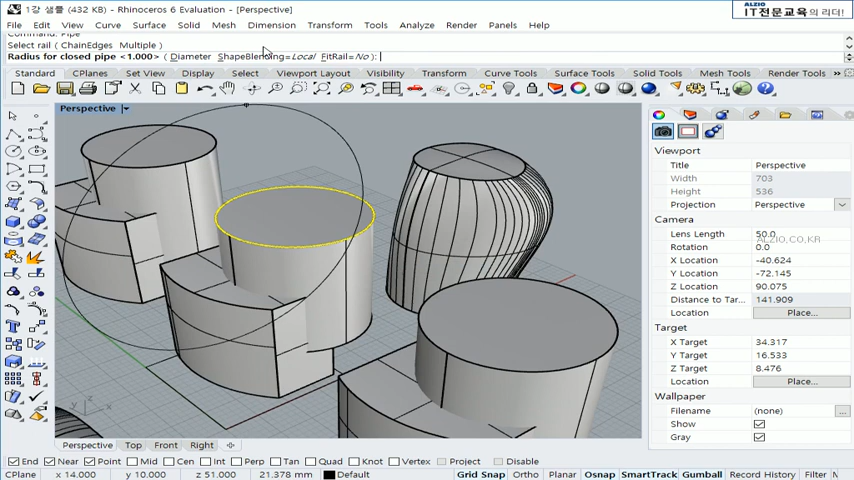 1강 샘플 (432 KB) - Rhinoceros 6 Evaluation - [Perspective]
ALZIO
IT전문교육의 리더!
File Edit View Curve Surface Solid Mesh Dimension Transform Tools Analyze Render Panels Help
Command: Pipe
Select rail ( ChainEdges Multiple )
Radius for closed pipe <1.000> ( Diameter ShapeBlending=Local FitRail=No ):
Standard CPlanes Set View Display Select Viewport Layout Visibility Transform Curve Tools Surface Tools Solid Tools Mesh Tools Render Tools
Perspective
Viewport
Title Perspective
Width 703
Height 536
Projection Perspective
Camera
Lens Length 50.0
ALZIO.CO.KR
Rotation 0.0
X Location -40.624
Y Location -72.145
Z Location 90.075
Distance to Tar... 141.909
Location Place...
Target
X Target 34.317
Y Target 16.533
Z Target 8.476
Location Place...
Wallpaper
Filename (none) ...
Show
Gray
z
y
x
Perspective Top Front Right
End Near Point Mid Cen Int Perp Tan Quad Knot Vertex Project Disable
CPlane x 14.000 y 10.000 z 51.000 21.378 mm Default Grid Snap Ortho Planar Osnap SmartTrack Gumball Record History Filter